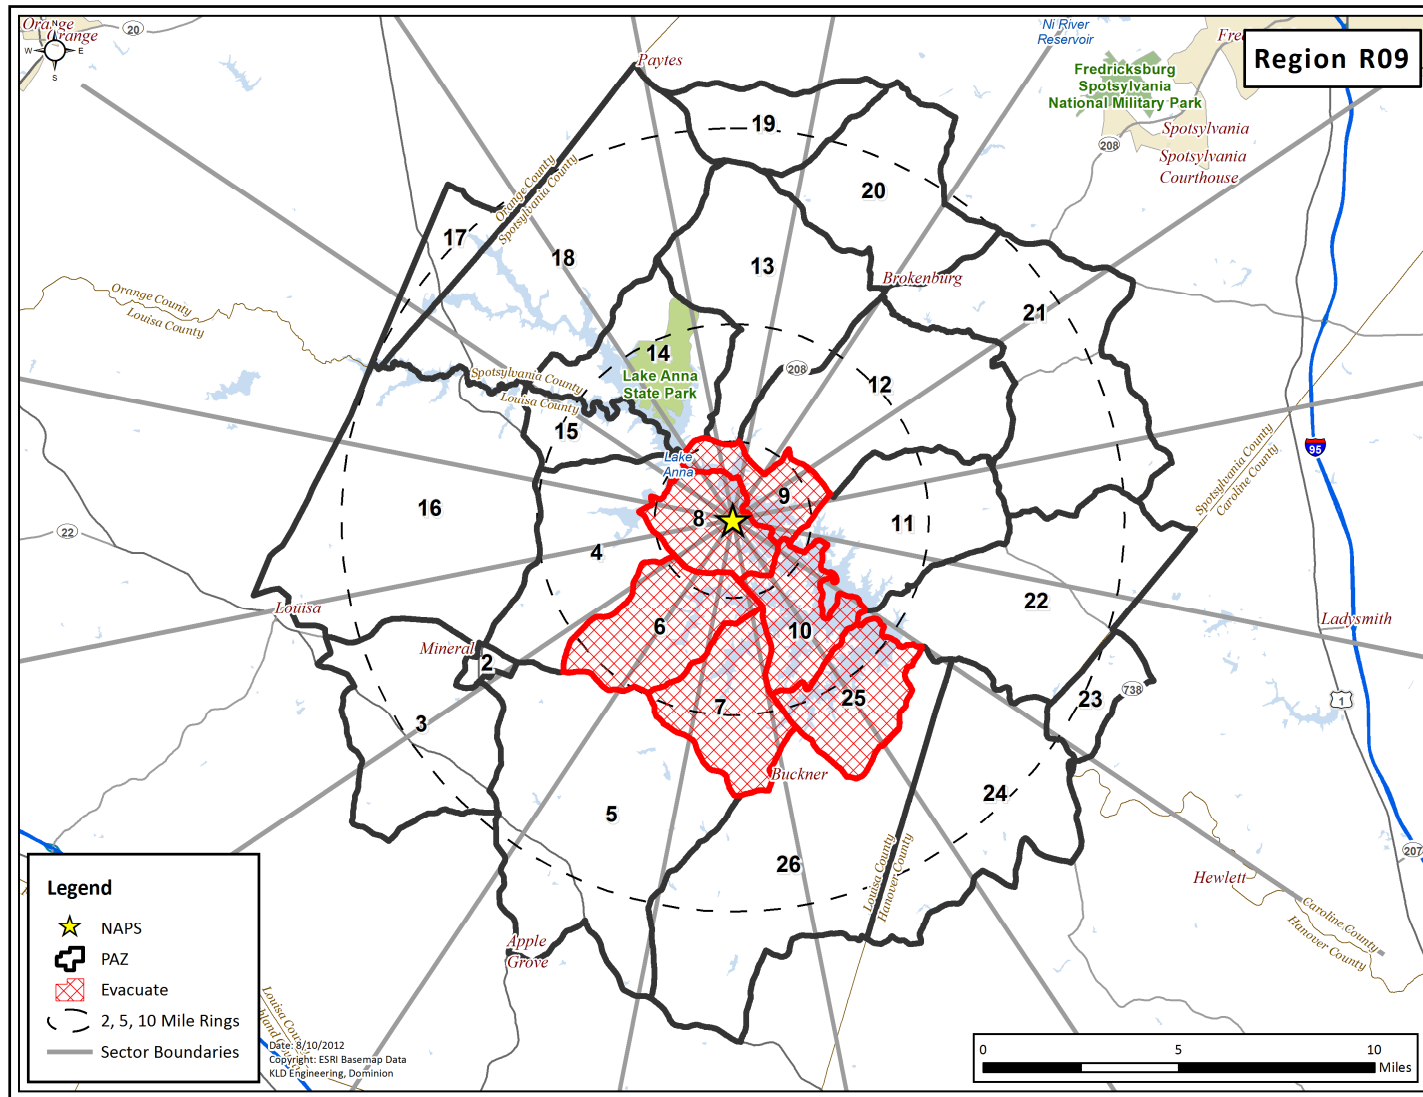 Orange
Orange
N
W E
S
20
Paytes
Ni River
Reservoir
Region R09
Fredricksburg
Spotsylvania
National Military Park
Spotsylvania
208
Spotsylvania
Courthouse
19
20
Orange County
Spotsylvania County
17
18
13
Brokenburg
Orange County
Louisa County
21
14
Lake Anna
State Park
208
12
Spotsylvania County
Louisa County
15
95
Spotsylvania County
Caroline County
Lake
Anna
9
16
8
11
22
4
22
Louisa
6
10
Ladysmith
Mineral
2
738
25
23
1
3
7
Buckner
24
5
207
26
Louisa County
Hanover County
Hewlett
Caroline County
Hanover County
Apple
Grove
Legend
NAPS
PAZ
Evacuate
2, 5, 10 Mile Rings
Sector Boundaries
Louisa County
Date: 8/10/2012
Copyright: ESRI Basemap Data
KLD Engineering, Dominion
0 5 10
Miles